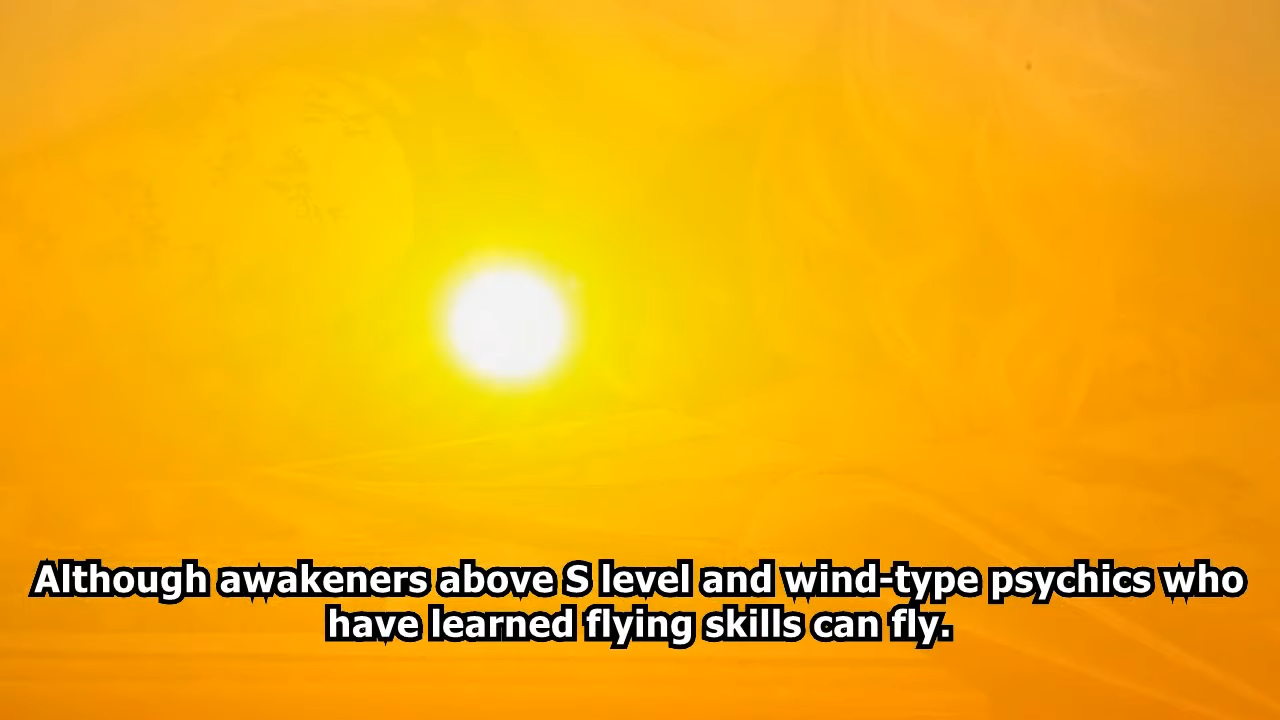 Although awakeners above S level and wind-type psychics who
have learned flying skills can fly.